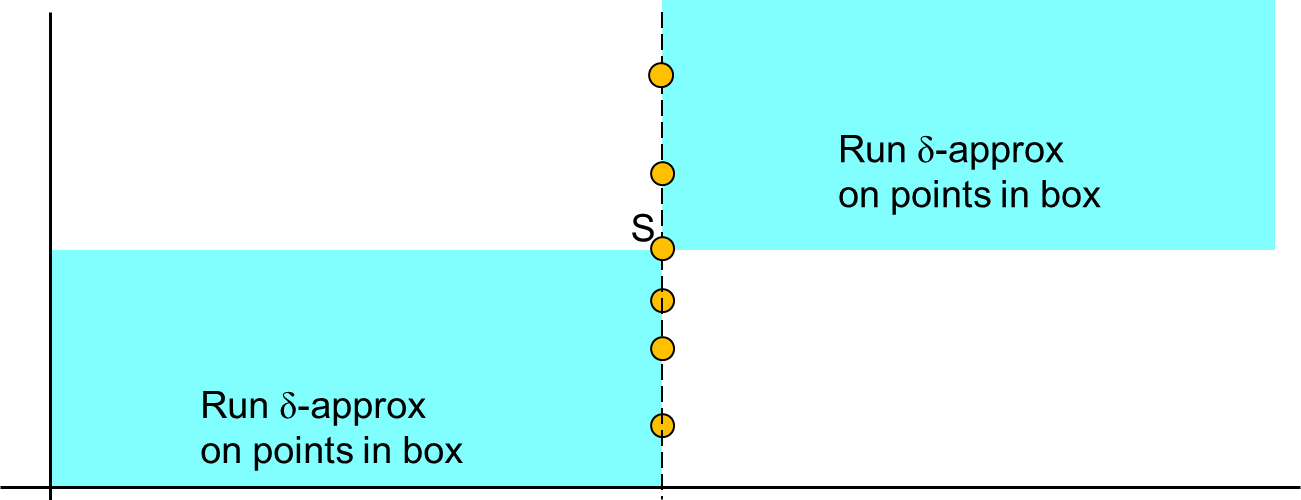 Run δ-approx
on points in box
S
Run δ-approx
on points in box